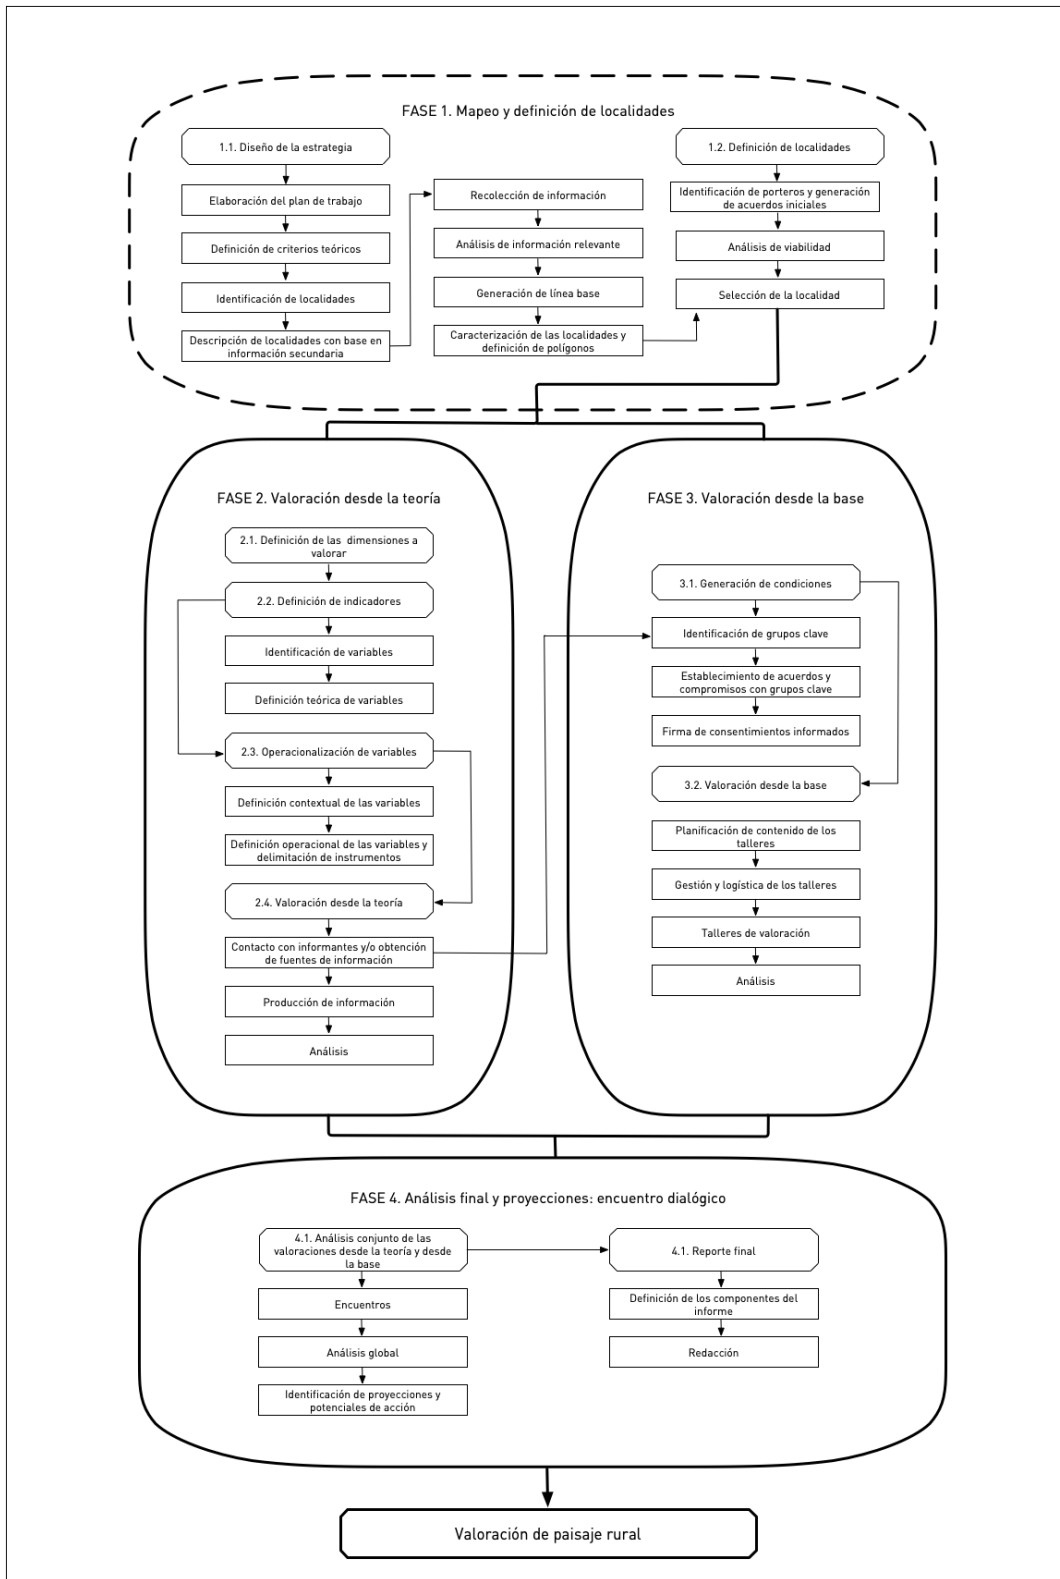 FASE 1. Mapeo y definición de localidades
1.1. Diseño de la estrategia
Elaboración del plan de trabajo
Definición de criterios teóricos
Identificación de localidades
Descripción de localidades con base en
información secundaria
Recolección de información
Análisis de información relevante
Generación de línea base
Caracterización de las localidades y
definición de polígonos
1.2. Definición de localidades
Identificación de porteros y generación
de acuerdos iniciales
Análisis de viabilidad
Selección de la localidad
FASE 2. Valoración desde la teoría
2.1. Definición de las dimensiones a
valorar
2.2. Definición de indicadores
Identificación de variables
Definición teórica de variables
2.3. Operacionalización de variables
Definición contextual de las variables
Definición operacional de las variables y
delimitación de instrumentos
2.4. Valoración desde la teoría
Contacto con informantes y/o obtención
de fuentes de información
Producción de información
Análisis
FASE 3. Valoración desde la base
3.1. Generación de condiciones
Identificación de grupos clave
Establecimiento de acuerdos y
compromisos con grupos clave
Firma de consentimientos informados
3.2. Valoración desde la base
Planificación de contenido de los
talleres
Gestión y logística de los talleres
Talleres de valoración
Análisis
FASE 4. Análisis final y proyecciones: encuentro dialógico
4.1. Análisis conjunto de las
valoraciones desde la teoría y desde
la base
Encuentros
Análisis global
Identificación de proyecciones y
potenciales de acción
4.1. Reporte final
Definición de los componentes del
informe
Redacción
Valoración de paisaje rural